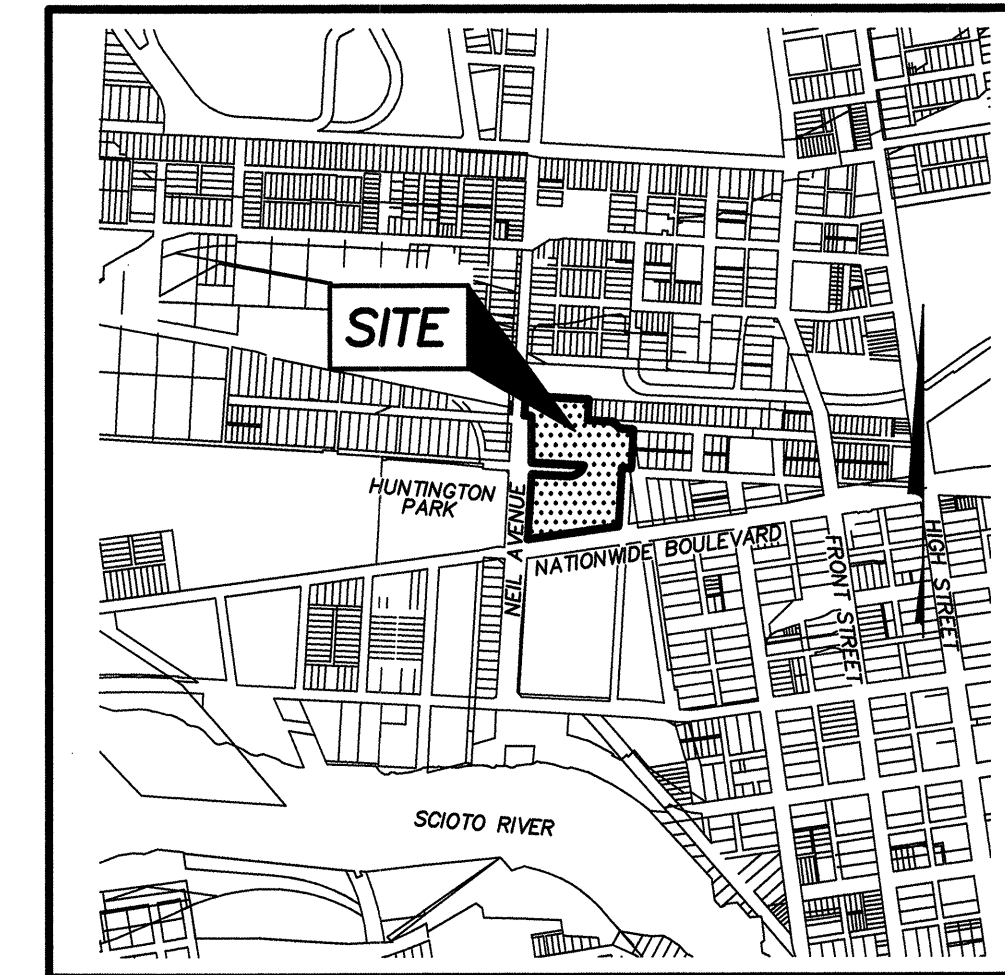 SITE
HUNTINGTON
PARK
NEIL AVENUE
NATIONWIDE BOULEVARD
FRONT STREET
HIGH STREET
SCIOTO RIVER